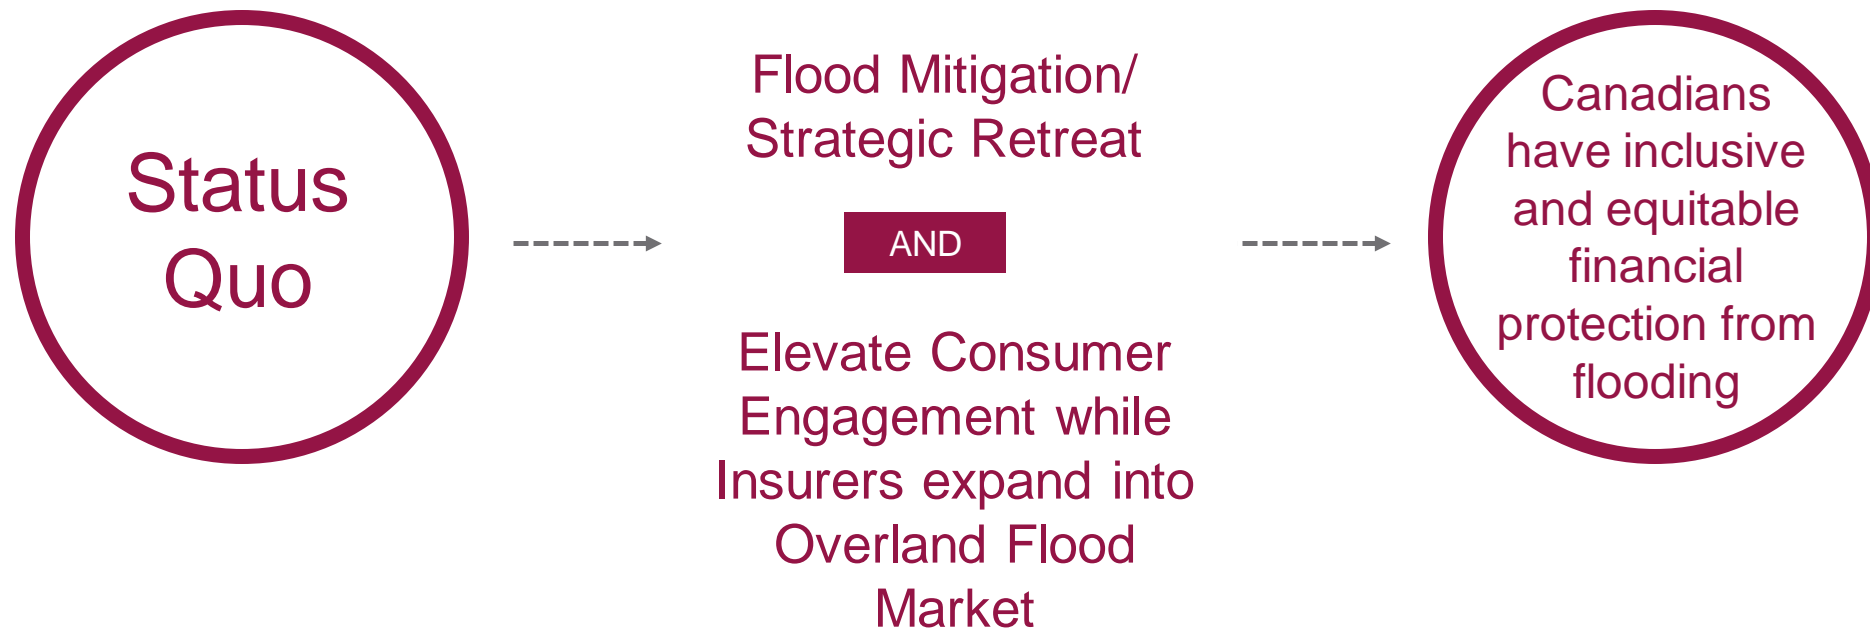 Status
Quo
Flood Mitigation/
Strategic Retreat
AND
Elevate Consumer
Engagement while
Insurers expand into
Overland Flood
Market
Canadians
have inclusive
and equitable
financial
protection from
flooding